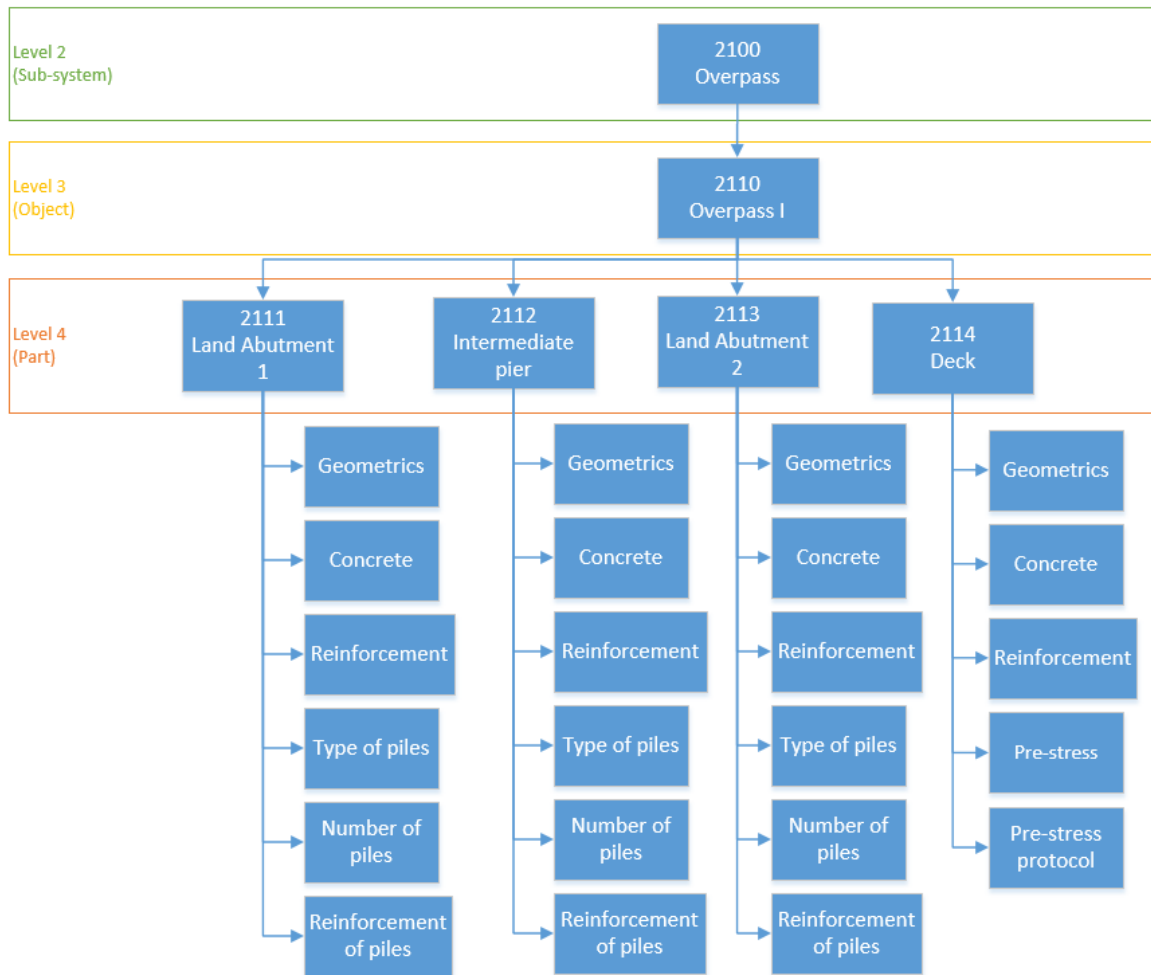 Level 2
(Sub-system)
2100
Overpass
Level 3
(Object)
2110
Overpass I
Level 4
(Part)
2111
Land Abutment
1
2112
Intermediate
pier
2113
Land Abutment
2
2114
Deck
Geometrics
Concrete
Reinforcement
Type of piles
Number of
piles
Reinforcement
of piles
Geometrics
Concrete
Reinforcement
Type of piles
Number of
piles
Reinforcement
of piles
Geometrics
Concrete
Reinforcement
Type of piles
Number of
piles
Reinforcement
of piles
Geometrics
Concrete
Reinforcement
Pre-stress
Pre-stress
protocol